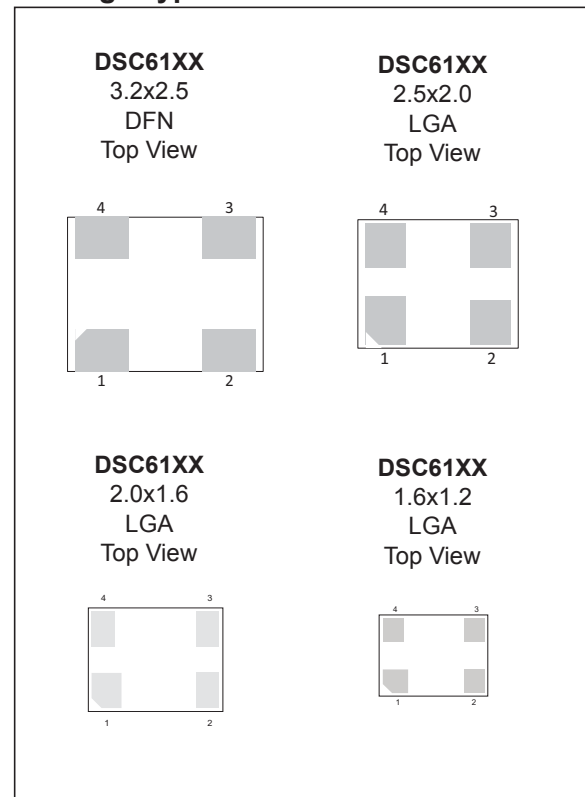 DSC61XX
3.2x2.5
DFN
Top View
4 3
1 2
DSC61XX
2.5x2.0
LGA
Top View
4 3
1 2
DSC61XX
2.0x1.6
LGA
Top View
4 3
1 2
DSC61XX
1.6x1.2
LGA
Top View
4 3
1 2